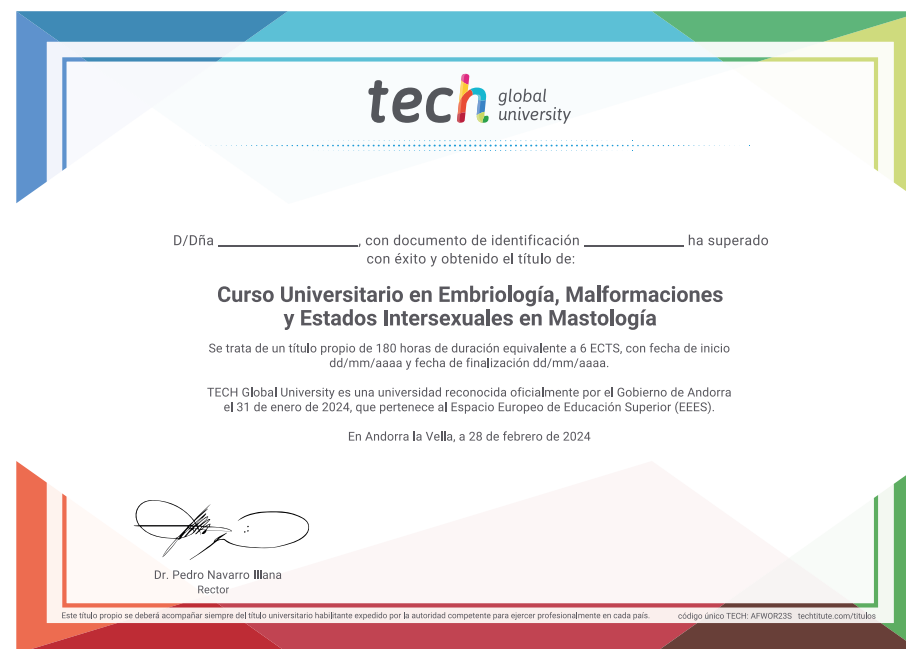 tech global university
D/Dña ______________, con documento de identificación ______________ ha superado
con éxito y obtenido el título de:
Curso Universitario en Embriología, Malformaciones
y Estados Intersexuales en Mastología
Se trata de un título propio de 180 horas de duración equivalente a 6 ECTS, con fecha de inicio
dd/mm/aaaa y fecha de finalización dd/mm/aaaa.
TECH Global University es una universidad reconocida oficialmente por el Gobierno de Andorra
el 31 de enero de 2024, que pertenece al Espacio Europeo de Educación Superior (EEES).
En Andorra la Vella, a 28 de febrero de 2024
Dr. Pedro Navarro Illana
Rector
Este título propio se deberá acompañar siempre del título universitario habilitante expedido por la autoridad competente para ejercer profesionalmente en cada país. código único TECH: AFWOR23S techtitute.com/titulos